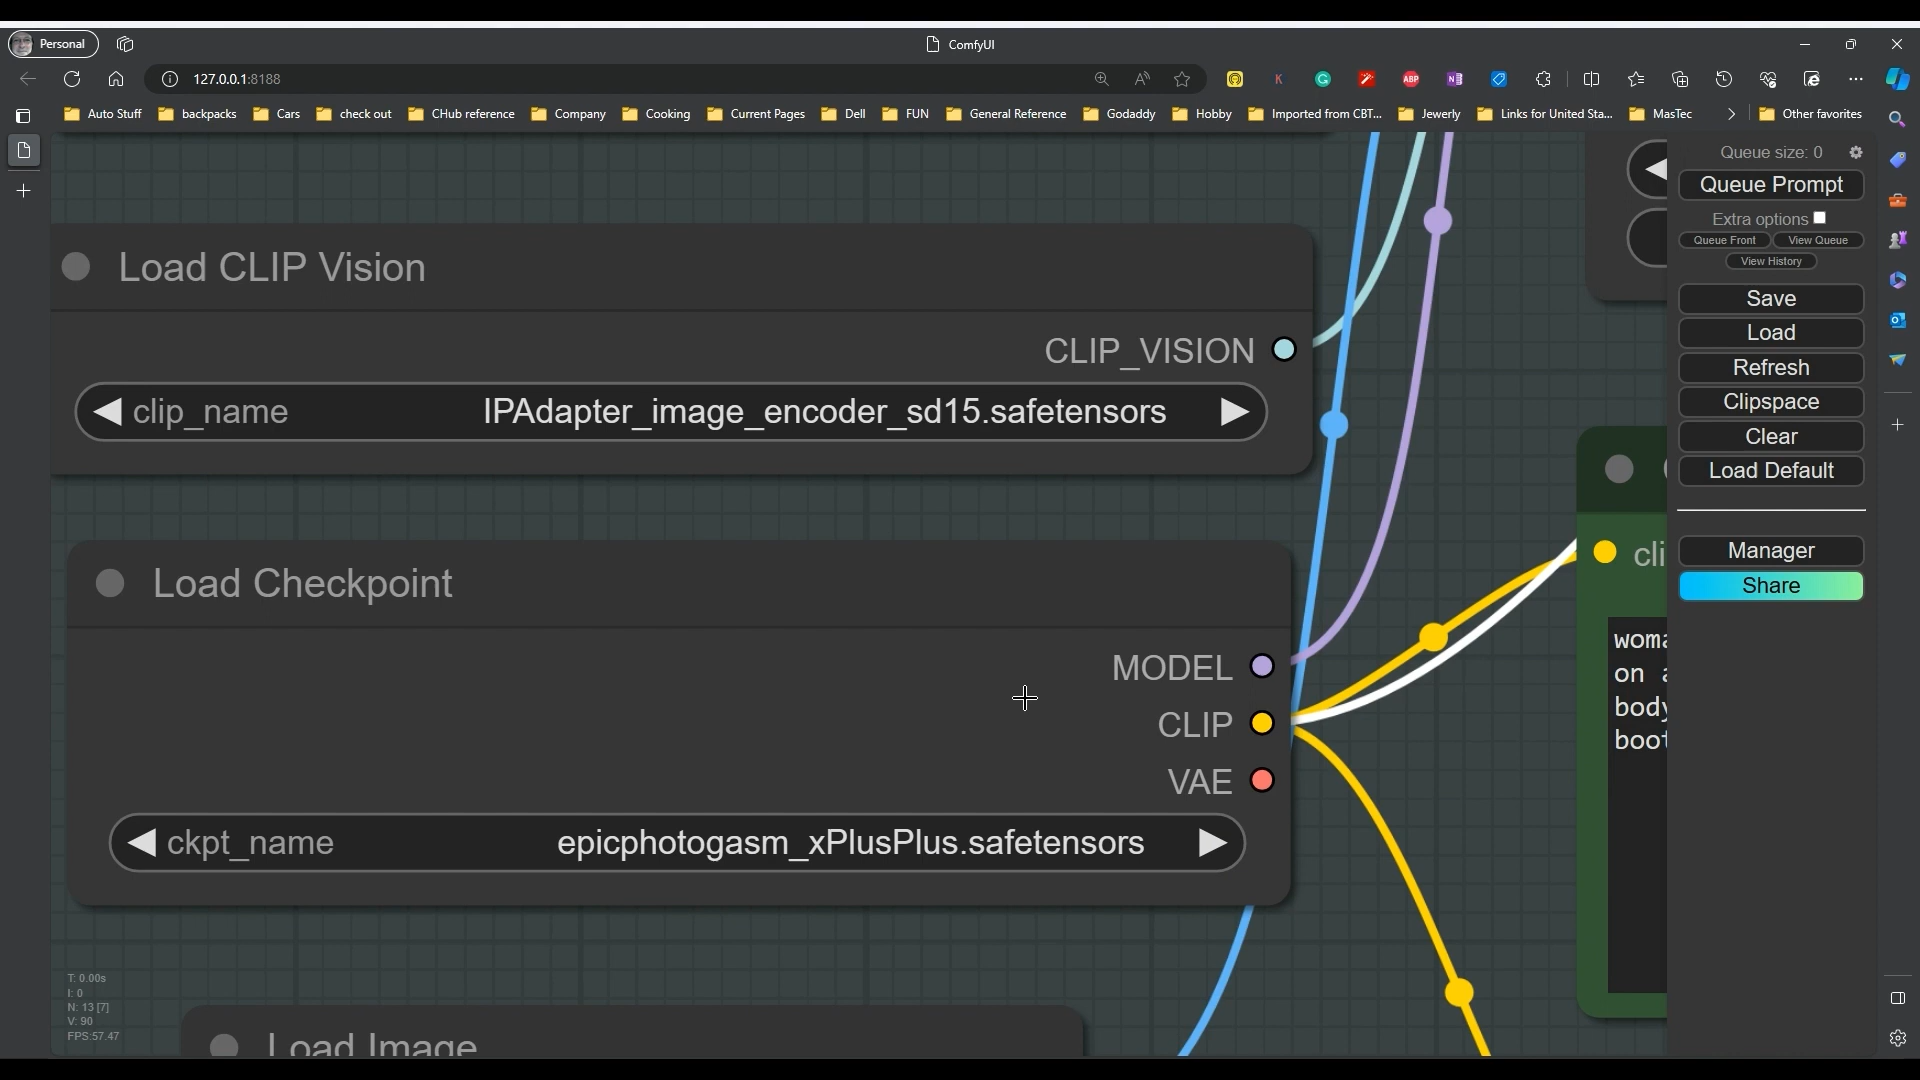 Personal
ComfyUI
127.0.0.1:8188
Auto Stuff
backpacks
Cars
check out
CHub reference
Company
Cooking
Current Pages
Dell
FUN
General Reference
Godaddy
Hobby
Imported from CBT...
Jewerly
Links for United Sta...
MasTec
Other favorites
Load CLIP Vision
CLIP_VISION
clip_name IPAdapter_image_encoder_sd15.safetensors
Load Checkpoint
MODEL
CLIP
VAE
ckpt_name epicphotogasm_xPlusPlus.safetensors
Load Image
T: 0.00s
I: 0
N: 13 [7]
V: 90
FPS:57.47
cli
on
Queue size: 0
Queue Prompt
Extra options
Queue Front
View Queue
View History
Save
Load
Refresh
Clipspace
Clear
Load Default
Manager
Share